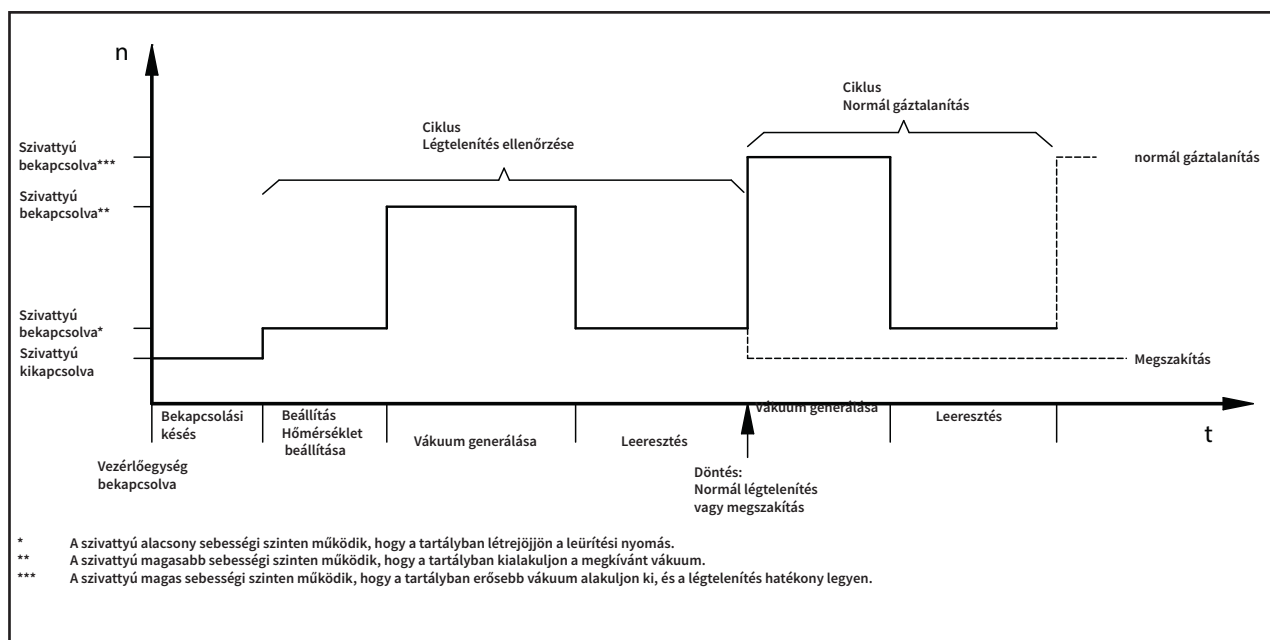 n
Ciklus
Normál gáztalanítás
Ciklus
Légtelenítés ellenőrzése
Szivattyú
bekapcsolva***
normál gáztalanítás
Szivattyú
bekapcsolva**
Szivattyú
bekapcsolva*
Szivattyú
kikapcsolva
Megszakítás
Bekapcsolási
késés
Beállítás
Hőmérséklet
beállítása
Vákuum generálása
Leeresztés
Vákuum generálása
Leeresztés
t
Vezérlőegység
bekapcsolva
Döntés:
Normál légtelenítés
vagy megszakítás
* A szivattyú alacsony sebességi szinten működik, hogy a tartályban létrejöjjön a leürítési nyomás.
** A szivattyú magasabb sebességi szinten működik, hogy a tartályban kialakuljon a megkívánt vákuum.
*** A szivattyú magas sebességi szinten működik, hogy a tartályban erősebb vákuum alakuljon ki, és a légtelenítés hatékony legyen.